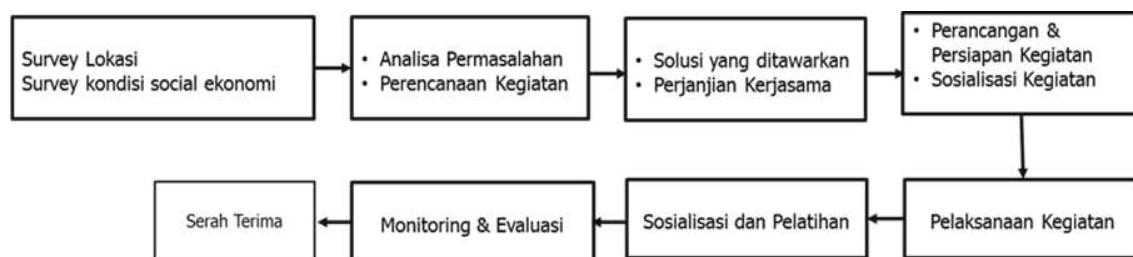 Survey Lokasi
Survey kondisi social ekonomi
• Analisa Permasalahan
• Perencanaan Kegiatan
• Solusi yang ditawarkan
• Perjanjian Kerjasama
• Perancangan &
Persiapan Kegiatan
• Sosialisasi Kegiatan
Pelaksanaan Kegiatan
Sosialisasi dan Pelatihan
Monitoring & Evaluasi
Serah Terima